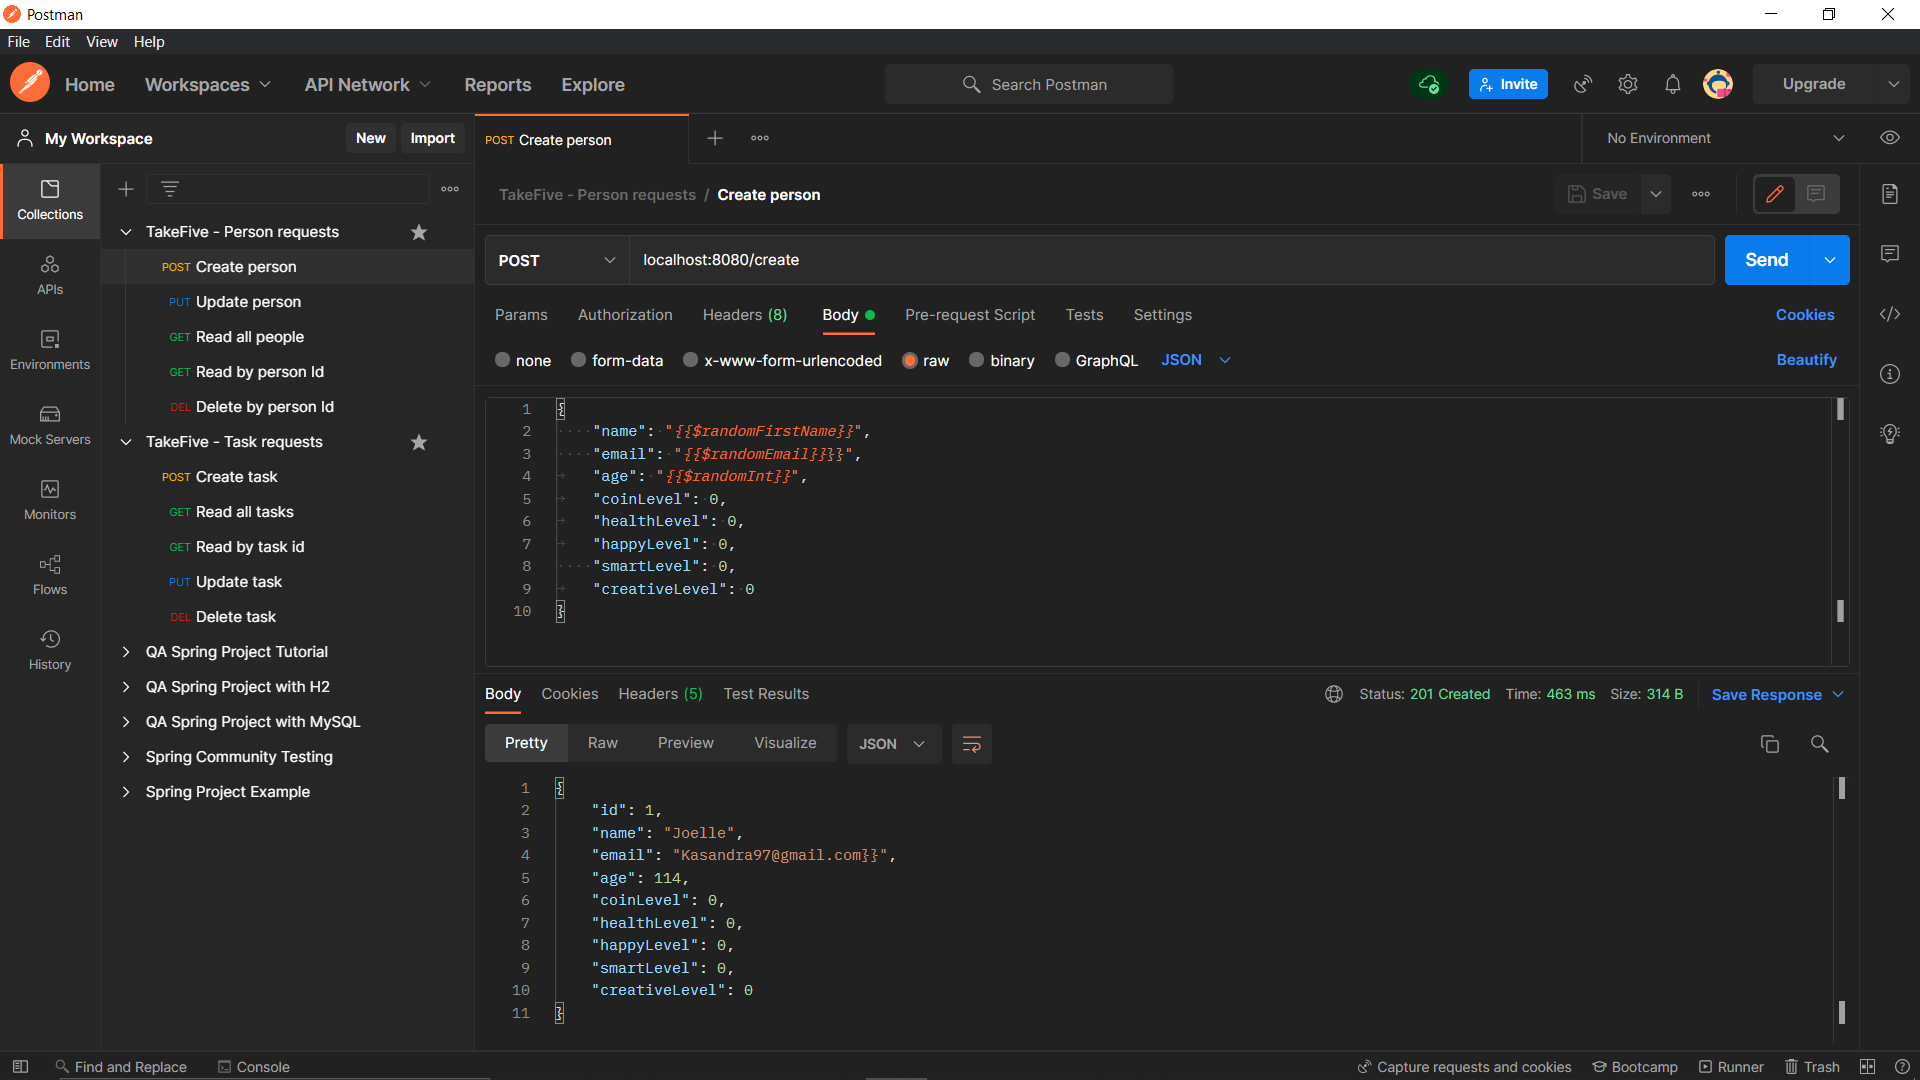 Postman
File Edit View Help
Home Workspaces API Network Reports Explore Search Postman Invite Upgrade
My Workspace New Import
POST Create person
No Environment
Collections
APIs
Environments
Mock Servers
Monitors
Flows
History
TakeFive - Person requests
POST Create person
PUT Update person
GET Read all people
GET Read by person Id
DEL Delete by person Id
TakeFive - Task requests
POST Create task
GET Read all tasks
GET Read by task id
PUT Update task
DEL Delete task
QA Spring Project Tutorial
QA Spring Project with H2
QA Spring Project with MySQL
Spring Community Testing
Spring Project Example
TakeFive - Person requests / Create person Save
POST localhost:8080/create Send
Params Authorization Headers (8) Body Pre-request Script Tests Settings Cookies
none form-data x-www-form-urlencoded raw binary GraphQL JSON Beautify
1 {
2 "name": "{{$randomFirstName}}",
3 "email": "{{$randomEmail}}}}",
4 "age": "{{$randomInt}}",
5 "coinLevel": 0,
6 "healthLevel": 0,
7 "happyLevel": 0,
8 "smartLevel": 0,
9 "creativeLevel": 0
10 }
Body Cookies Headers (5) Test Results Status: 201 Created Time: 463 ms Size: 314 B Save Response
Pretty Raw Preview Visualize JSON
1 {
2 "id": 1,
3 "name": "Joelle",
4 "email": "Kasandra97@gmail.com}}",
5 "age": 114,
6 "coinLevel": 0,
7 "healthLevel": 0,
8 "happyLevel": 0,
9 "smartLevel": 0,
10 "creativeLevel": 0
11 }
Find and Replace Console Capture requests and cookies Bootcamp Runner Trash